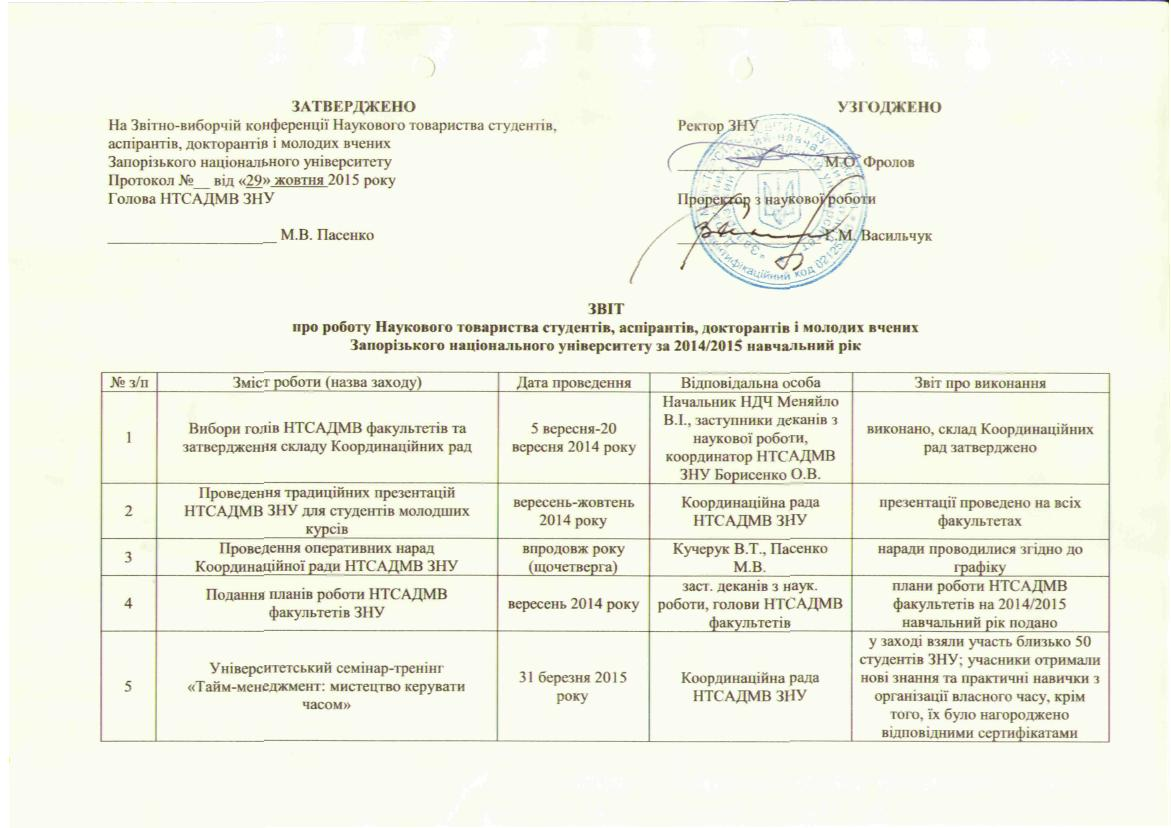 ЗАТВЕРДЖЕНО
На Звітно-виборчій конференції Наукового товариства студентів,
аспірантів, докторантів і молодих вчених
Запорізького національного університету
Протокол №__ від «29» жовтня 2015 року
Голова НТСАДМВ ЗНУ
______________________ М.В. Пасенко
УЗГОДЖЕНО
Ректор ЗНУ
М.О. Фролов
Проректор з наукової роботи
Г.М. Васильчук
ЗВІТ
про роботу Наукового товариства студентів, аспірантів, докторантів і молодих вчених
Запорізького національного університету за 2014/2015 навчальний рік
№ з/п Зміст роботи (назва заходу) Дата проведення Відповідальна особа Звіт про виконання
1
Вибори голів НТСАДМВ факультетів та
затвердження складу Координаційних рад
5 вересня-20
вересня 2014 року
Начальник НДЧ Меняйло
В.І., заступники деканів з
наукової роботи,
координатор НТСАДМВ
ЗНУ Борисенко О.В.
виконано, склад Координаційних
рад затверджено
2
Проведення традиційних презентацій
НТСАДМВ ЗНУ для студентів молодших
курсів
вересень-жовтень
2014 року
Координаційна рада
НТСАДМВ ЗНУ
презентації проведено на всіх
факультетах
3
Проведення оперативних нарад
Координаційної ради НТСАДМВ ЗНУ
впродовж року
(щочетверга)
Кучерук В.Т., Пасенко
М.В.
наради проводилися згідно до
графіку
4
Подання планів роботи НТСАДМВ
факультетів ЗНУ
вересень 2014 року
заст. деканів з наук.
роботи, голови НТСАДМВ
факультетів
плани роботи НТСАДМВ
факультетів на 2014/2015
навчальний рік подано
5
Університетський семінар-тренінг
«Тайм-менеджмент: мистецтво керувати
часом»
31 березня 2015
року
Координаційна рада
НТСАДМВ ЗНУ
у заході взяли участь близько 50
студентів ЗНУ; учасники отримали
нові знання та практичні навички з
організації власного часу, крім
того, їх було нагороджено
відповідними сертифікатами